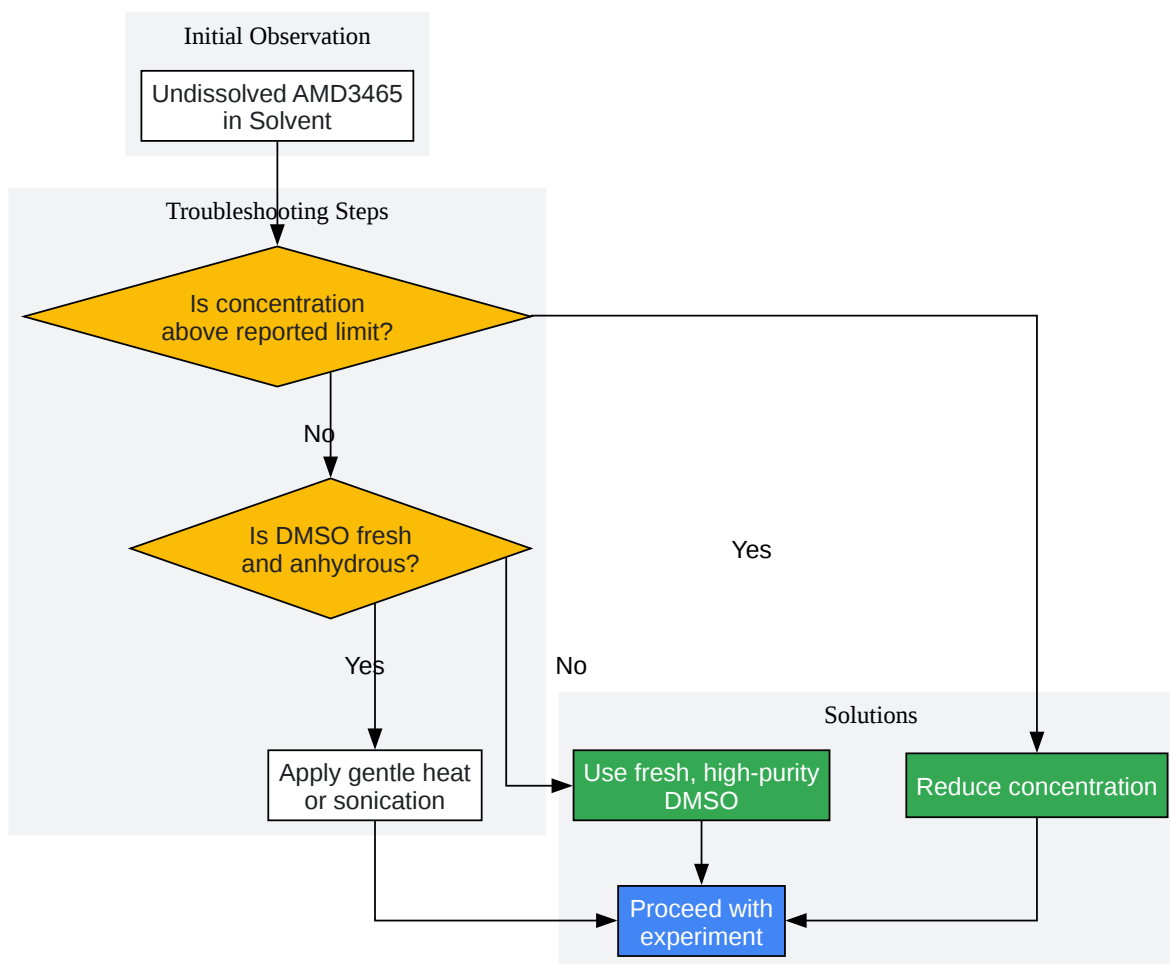 Initial Observation
Undissolved AMD3465
in Solvent
Troubleshooting Steps
Is concentration
above reported limit?
No
Is DMSO fresh
and anhydrous?
Yes
Yes
No
Solutions
Apply gentle heat
or sonication
Use fresh, high-purity
DMSO
Reduce concentration
Proceed with
experiment